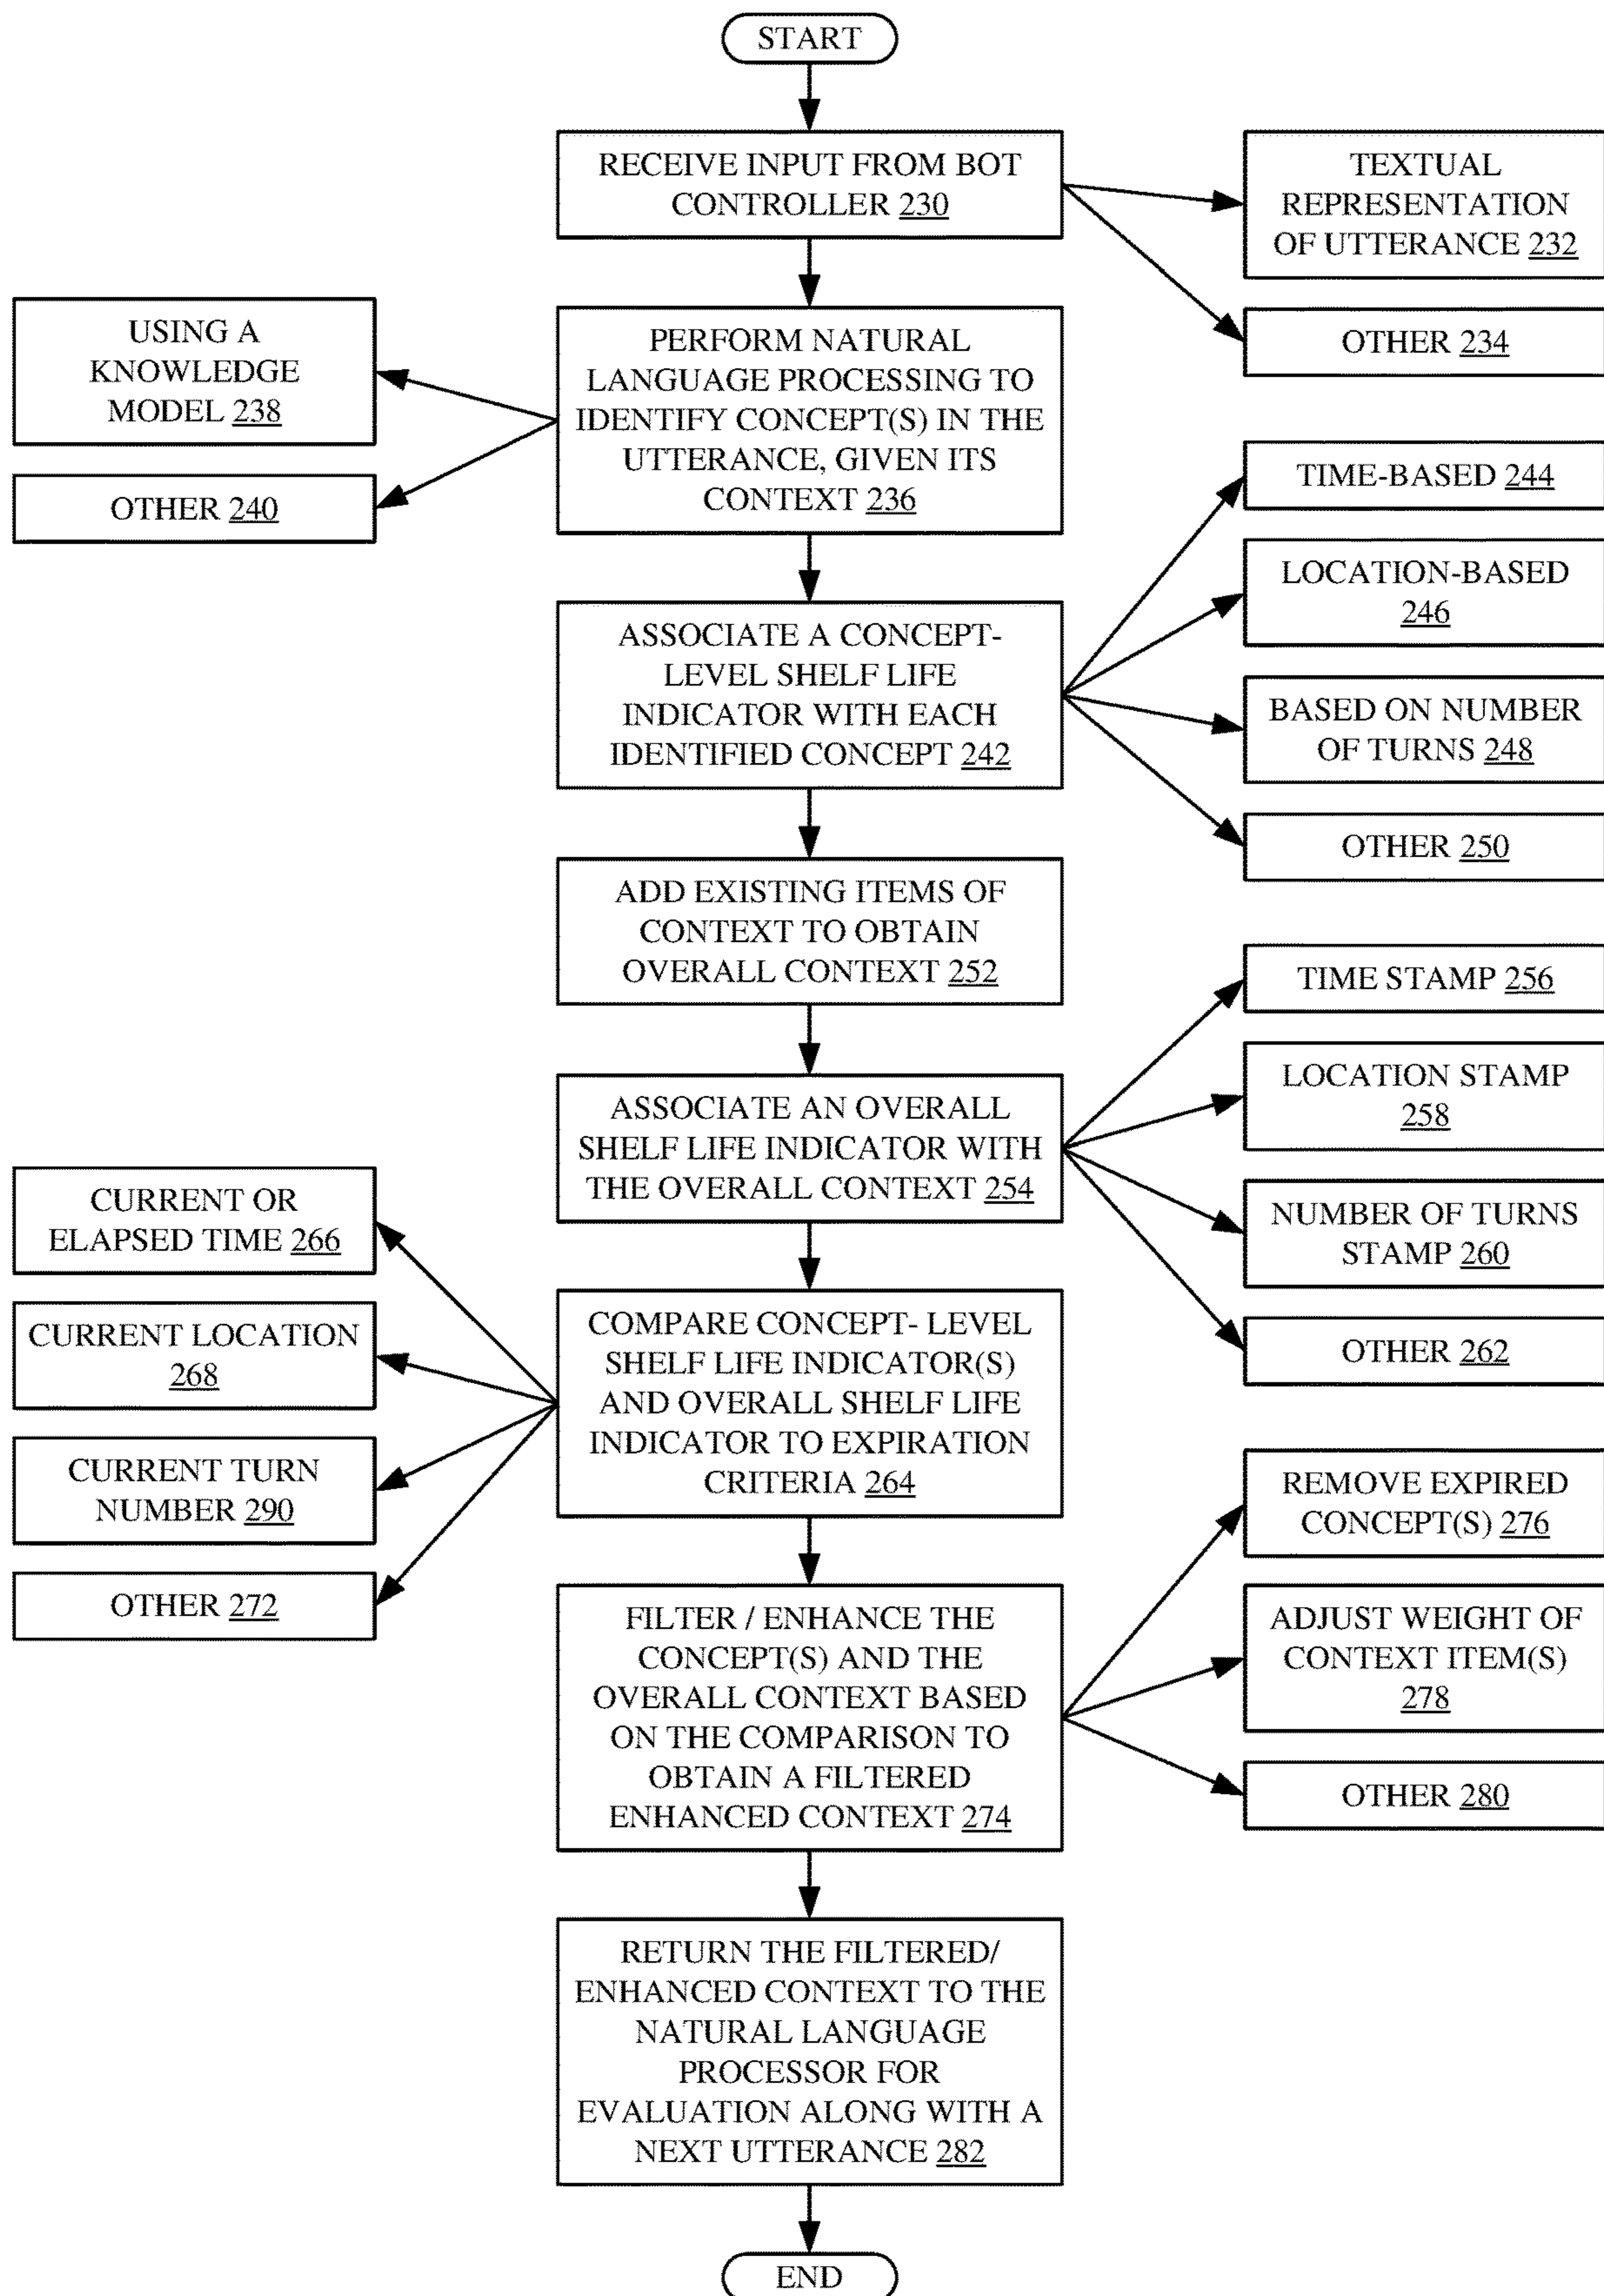 START
RECEIVE INPUT FROM BOT
CONTROLLER 230
TEXTUAL
REPRESENTATION
OF UTTERANCE 232
OTHER 234
USING A
KNOWLEDGE
MODEL 238
OTHER 240
PERFORM NATURAL
LANGUAGE PROCESSING TO
IDENTIFY CONCEPT(S) IN THE
UTTERANCE, GIVEN ITS
CONTEXT 236
TIME-BASED 244
LOCATION-BASED
246
BASED ON NUMBER
OF TURNS 248
OTHER 250
ASSOCIATE A CONCEPT-
LEVEL SHELF LIFE
INDICATOR WITH EACH
IDENTIFIED CONCEPT 242
ADD EXISTING ITEMS OF
CONTEXT TO OBTAIN
OVERALL CONTEXT 252
TIME STAMP 256
LOCATION STAMP
258
NUMBER OF TURNS
STAMP 260
OTHER 262
ASSOCIATE AN OVERALL
SHELF LIFE INDICATOR WITH
THE OVERALL CONTEXT 254
CURRENT OR
ELAPSED TIME 266
CURRENT LOCATION
268
CURRENT TURN
NUMBER 290
OTHER 272
COMPARE CONCEPT- LEVEL
SHELF LIFE INDICATOR(S)
AND OVERALL SHELF LIFE
INDICATOR TO EXPIRATION
CRITERIA 264
REMOVE EXPIRED
CONCEPT(S) 276
ADJUST WEIGHT OF
CONTEXT ITEM(S)
278
OTHER 280
FILTER / ENHANCE THE
CONCEPT(S) AND THE
OVERALL CONTEXT BASED
ON THE COMPARISON TO
OBTAIN A FILTERED
ENHANCED CONTEXT 274
RETURN THE FILTERED/
ENHANCED CONTEXT TO THE
NATURAL LANGUAGE
PROCESSOR FOR
EVALUATION ALONG WITH A
NEXT UTTERANCE 282
END